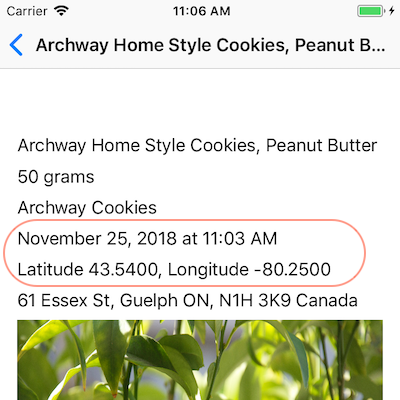 Carrier 11:06 AM
Archway Home Style Cookies, Peanut B...
Archway Home Style Cookies, Peanut Butter
50 grams
Archway Cookies
November 25, 2018 at 11:03 AM
Latitude 43.5400, Longitude -80.2500
61 Essex St, Guelph ON, N1H 3K9 Canada